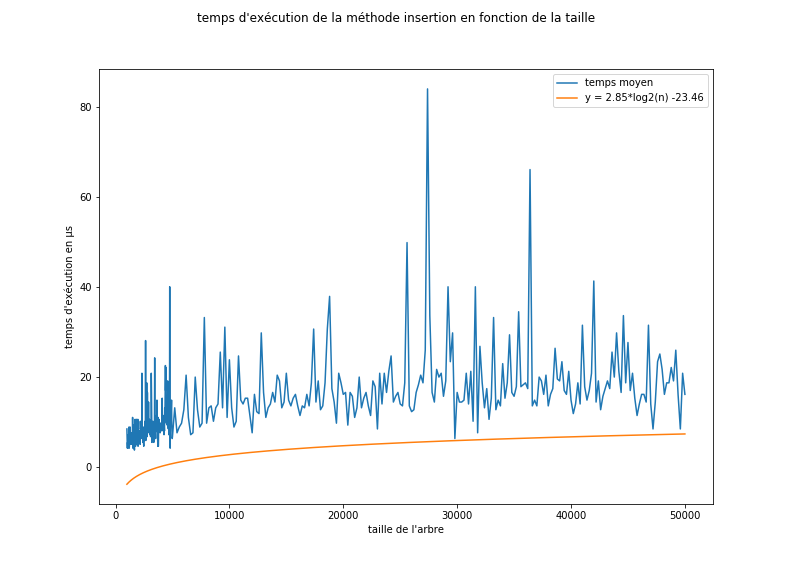 temps d'exécution de la méthode insertion en fonction de la taille
temps moyen
y = 2.85*log2(n) -23.46
temps d'exécution en µs
80
60
40
20
0
0 10000 20000 30000 40000 50000
taille de l'arbre